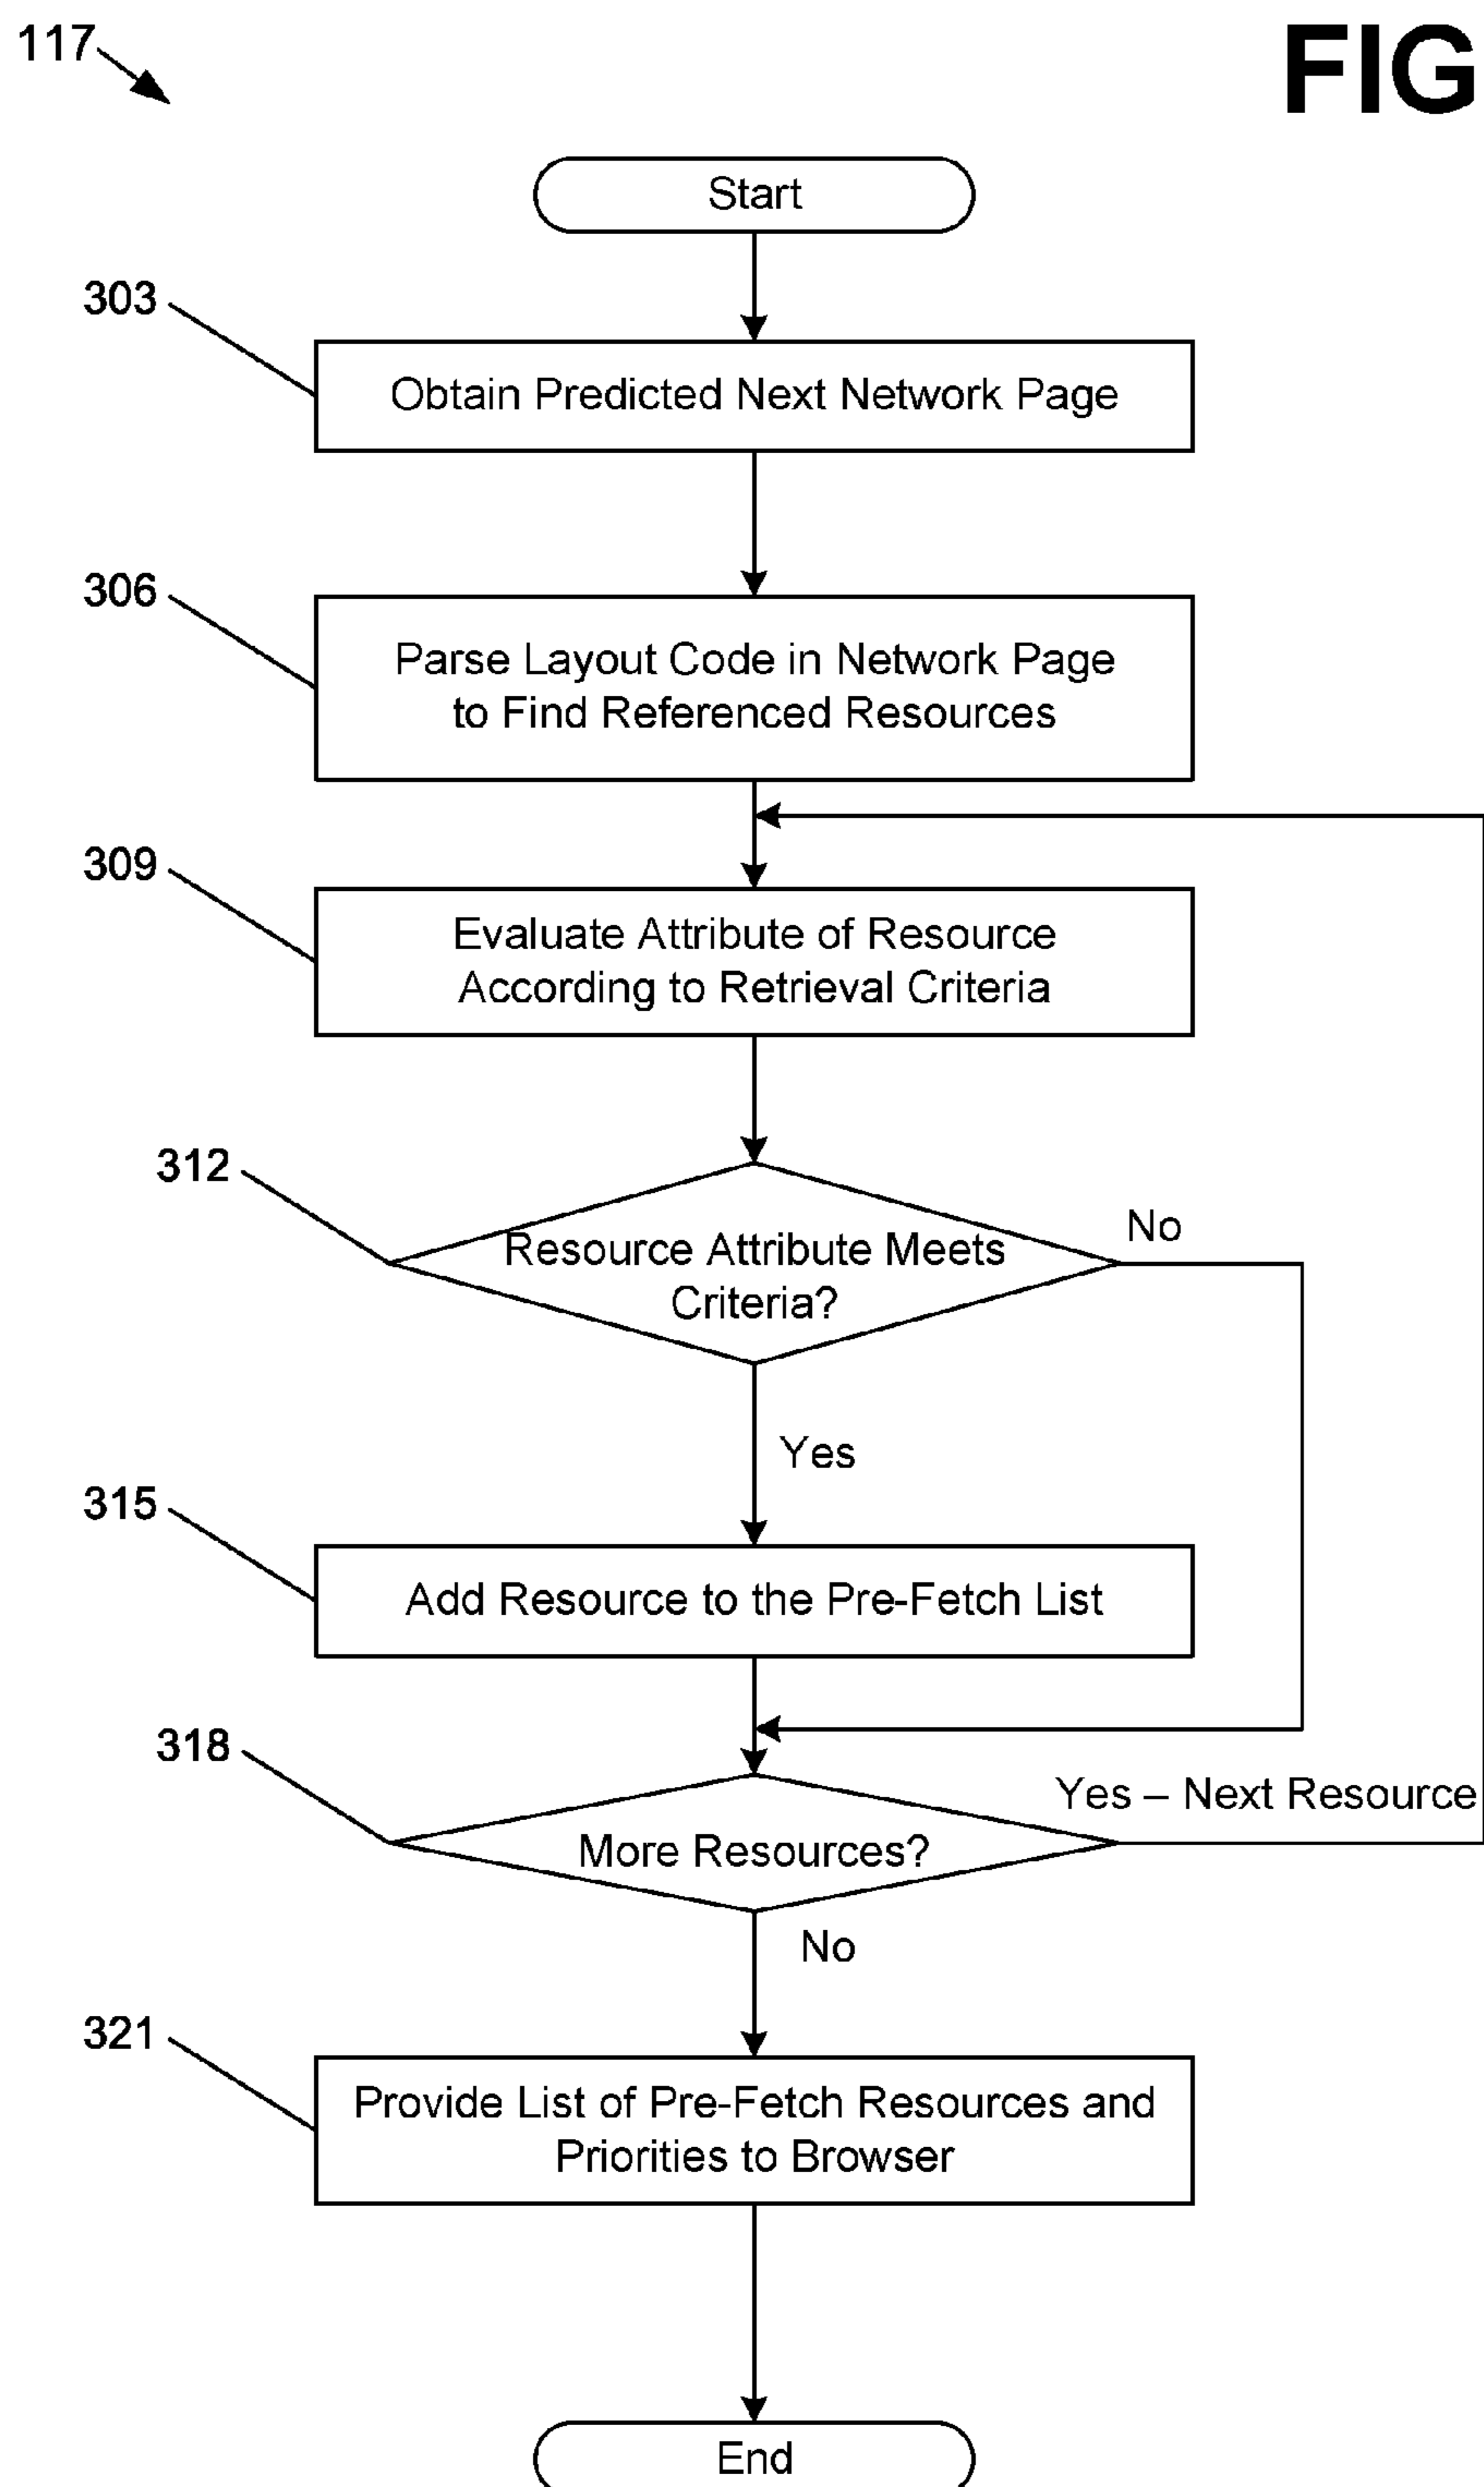 117
FIG
Start
303
Obtain Predicted Next Network Page
306
Parse Layout Code in Network Page
to Find Referenced Resources
309
Evaluate Attribute of Resource
According to Retrieval Criteria
312
Resource Attribute Meets
Criteria?
No
Yes
315
Add Resource to the Pre-Fetch List
318
More Resources?
Yes – Next Resource
No
321
Provide List of Pre-Fetch Resources and
Priorities to Browser
End